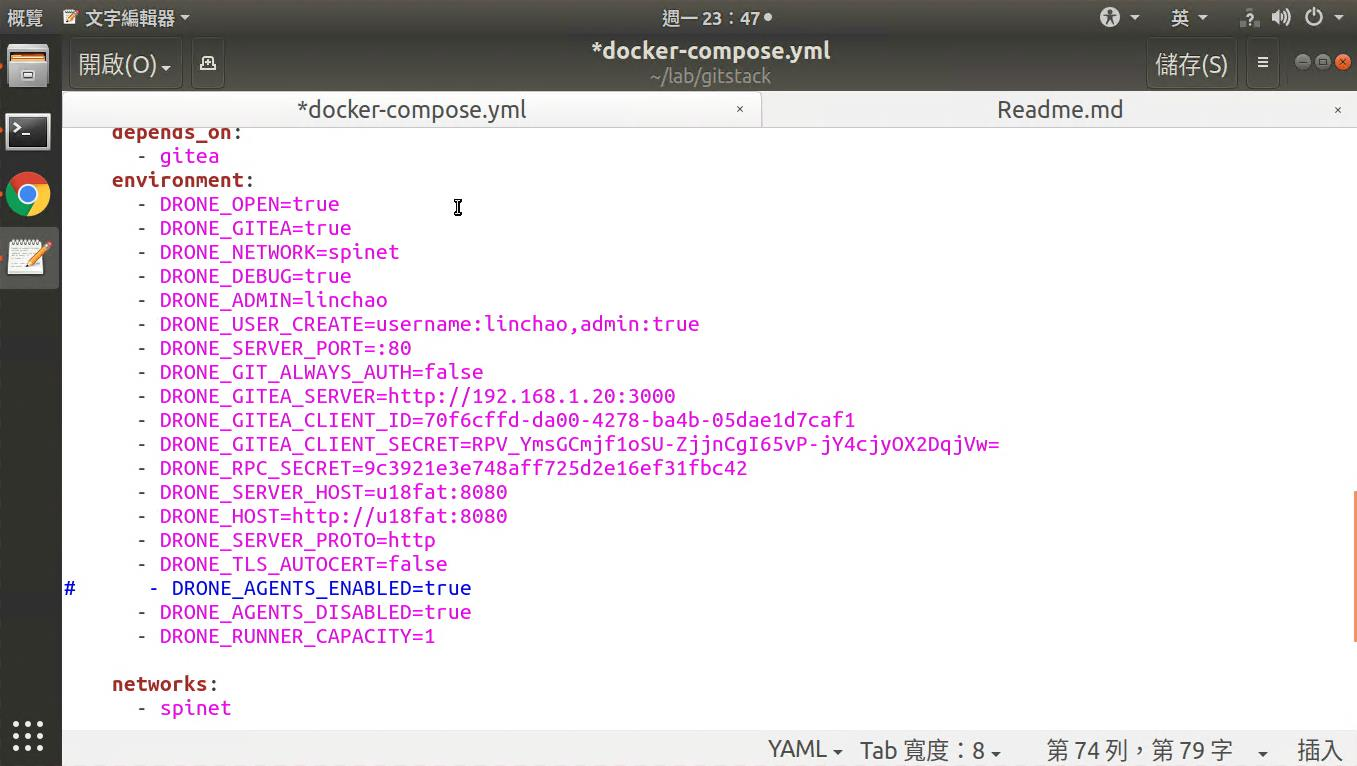 概覽 文字編輯器 週一 23：47 英
開啟(O) *docker-compose.yml 儲存(S)
~/lab/gitstack
*docker-compose.yml × Readme.md ×
depends_on:
- gitea
environment:
- DRONE_OPEN=true
- DRONE_GITEA=true
- DRONE_NETWORK=spinet
- DRONE_DEBUG=true
- DRONE_ADMIN=linchao
- DRONE_USER_CREATE=username:linchao,admin:true
- DRONE_SERVER_PORT=:80
- DRONE_GIT_ALWAYS_AUTH=false
- DRONE_GITEA_SERVER=http://192.168.1.20:3000
- DRONE_GITEA_CLIENT_ID=70f6cffd-da00-4278-ba4b-05dae1d7caf1
- DRONE_GITEA_CLIENT_SECRET=RPV_YmsGCmjf1oSU-ZjjnCgI65vP-jY4cjyOX2DqjVw=
- DRONE_RPC_SECRET=9c3921e3e748aff725d2e16ef31fbc42
- DRONE_SERVER_HOST=u18fat:8080
- DRONE_HOST=http://u18fat:8080
- DRONE_SERVER_PROTO=http
- DRONE_TLS_AUTOCERT=false
# - DRONE_AGENTS_ENABLED=true
- DRONE_AGENTS_DISABLED=true
- DRONE_RUNNER_CAPACITY=1
networks:
- spinet
YAML Tab 寬度：8 第 74 列，第 79 字 插入